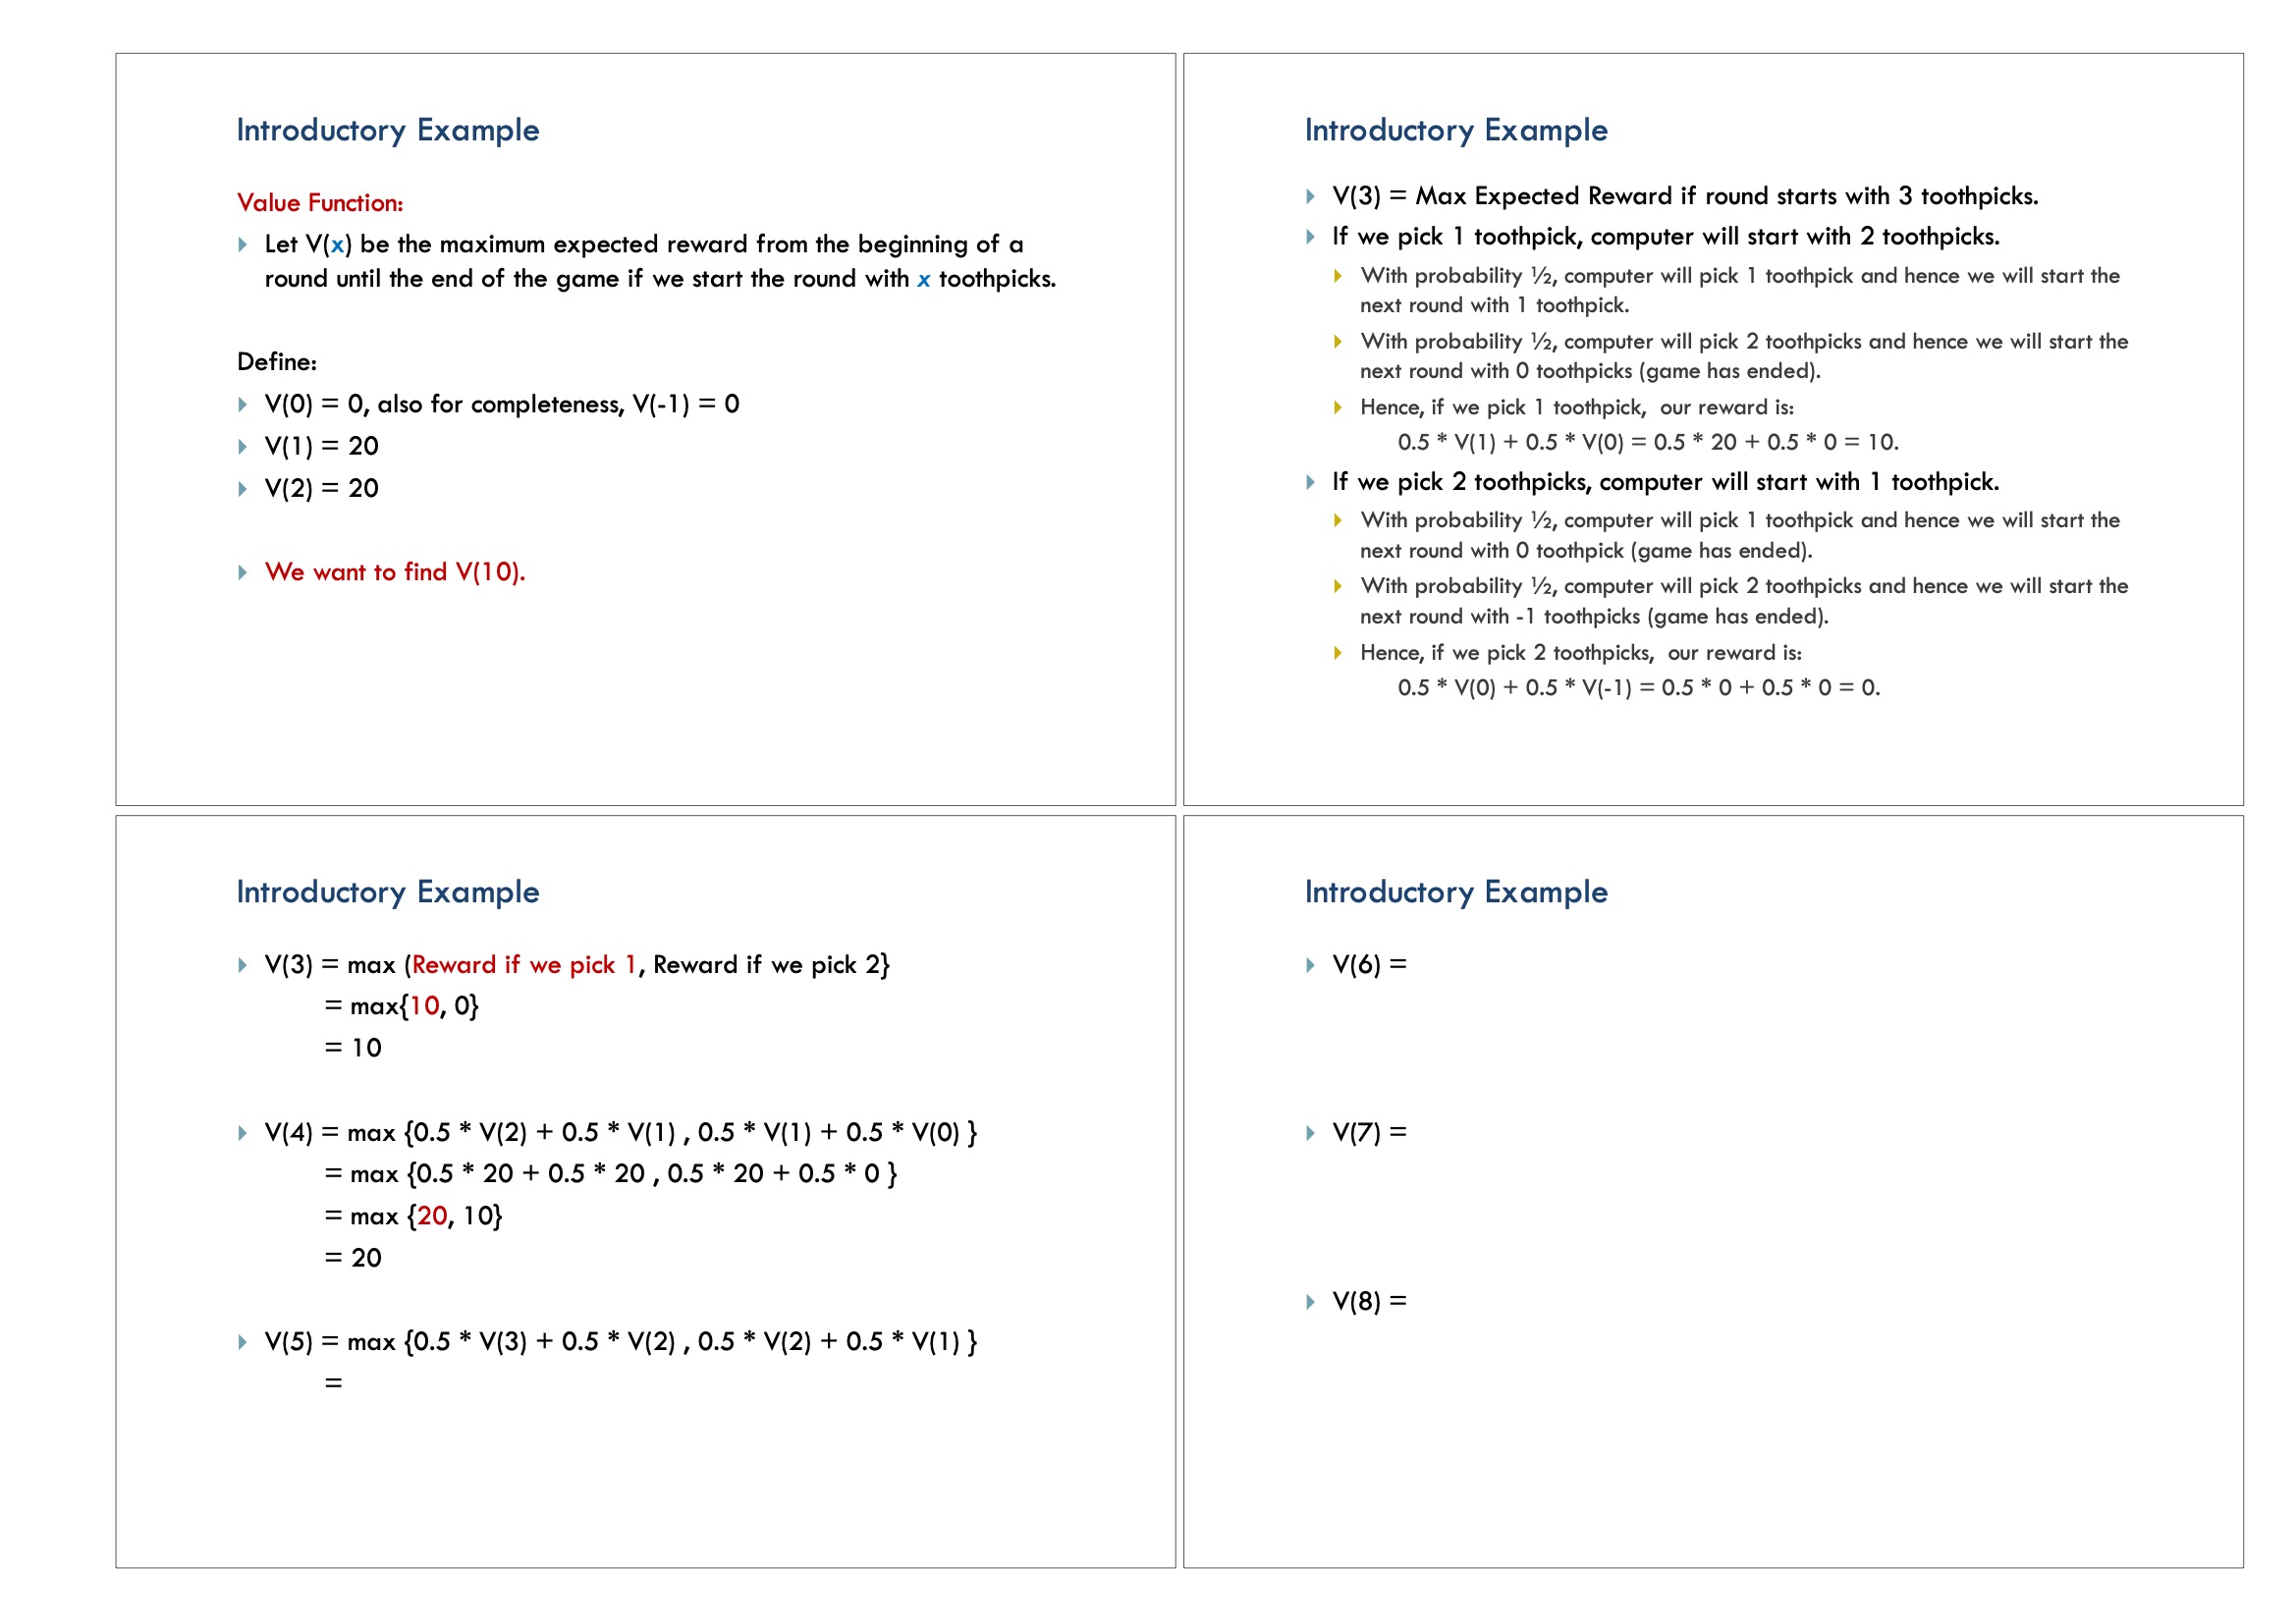 Introductory Example
Value Function:
Let V(x) be the maximum expected reward from the beginning of a
round until the end of the game if we start the round with x toothpicks.
Define:
V(0) = 0, also for completeness, V(-1) = 0
V(1) = 20
V(2) = 20
We want to find V(10).
Introductory Example
V(3) = Max Expected Reward if round starts with 3 toothpicks.
If we pick 1 toothpick, computer will start with 2 toothpicks.
With probability ½, computer will pick 1 toothpick and hence we will start the
next round with 1 toothpick.
With probability ½, computer will pick 2 toothpicks and hence we will start the
next round with 0 toothpicks (game has ended).
Hence, if we pick 1 toothpick, our reward is:
0.5 * V(1) + 0.5 * V(0) = 0.5 * 20 + 0.5 * 0 = 10.
If we pick 2 toothpicks, computer will start with 1 toothpick.
With probability ½, computer will pick 1 toothpick and hence we will start the
next round with 0 toothpick (game has ended).
With probability ½, computer will pick 2 toothpicks and hence we will start the
next round with -1 toothpicks (game has ended).
Hence, if we pick 2 toothpicks, our reward is:
0.5 * V(0) + 0.5 * V(-1) = 0.5 * 0 + 0.5 * 0 = 0.
Introductory Example
V(3) = max (Reward if we pick 1, Reward if we pick 2}
= max{10, 0}
= 10
V(4) = max {0.5 * V(2) + 0.5 * V(1) , 0.5 * V(1) + 0.5 * V(0) }
= max {0.5 * 20 + 0.5 * 20 , 0.5 * 20 + 0.5 * 0 }
= max {20, 10}
= 20
V(5) = max {0.5 * V(3) + 0.5 * V(2) , 0.5 * V(2) + 0.5 * V(1) }
=
Introductory Example
V(6) =
V(7) =
V(8) =